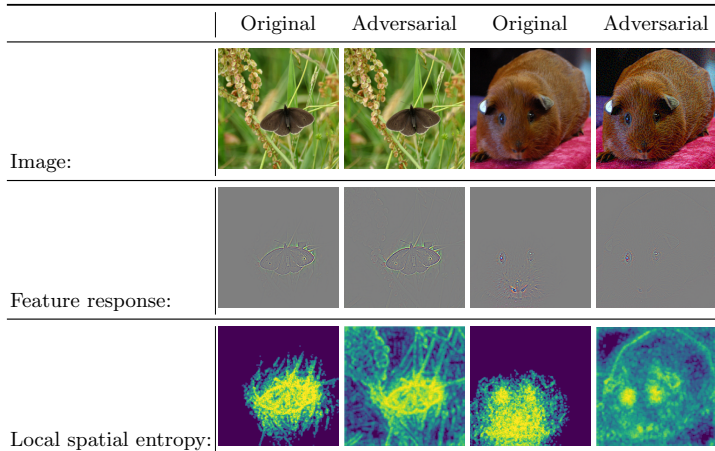 Original Adversarial Original Adversarial
Image:
Feature response:
Local spatial entropy: